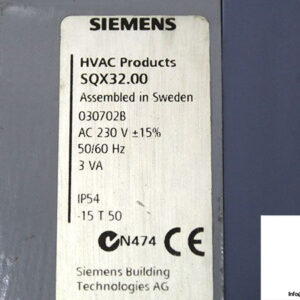 SIEMENS
HVAC Products
SQX32.00
Assembled in Sweden
030702B
AC 230 V ±15%
50/60 Hz
3 VA
IP54
-15 T 50
N474 CE
Siemens Building
Technologies AG